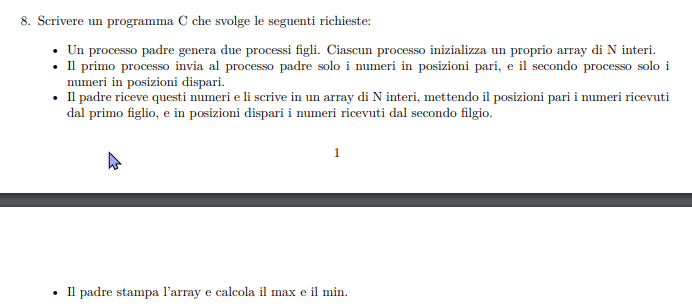 8. Scrivere un programma C che svolge le seguenti richieste:
• Un processo padre genera due processi figli. Ciascun processo inizializza un proprio array di N interi.
• Il primo processo invia al processo padre solo i numeri in posizioni pari, e il secondo processo solo i
numeri in posizioni dispari.
• Il padre riceve questi numeri e li scrive in un array di N interi, mettendo il posizioni pari i numeri ricevuti
dal primo figlio, e in posizioni dispari i numeri ricevuti dal secondo filgio.
1
• Il padre stampa l'array e calcola il max e il min.